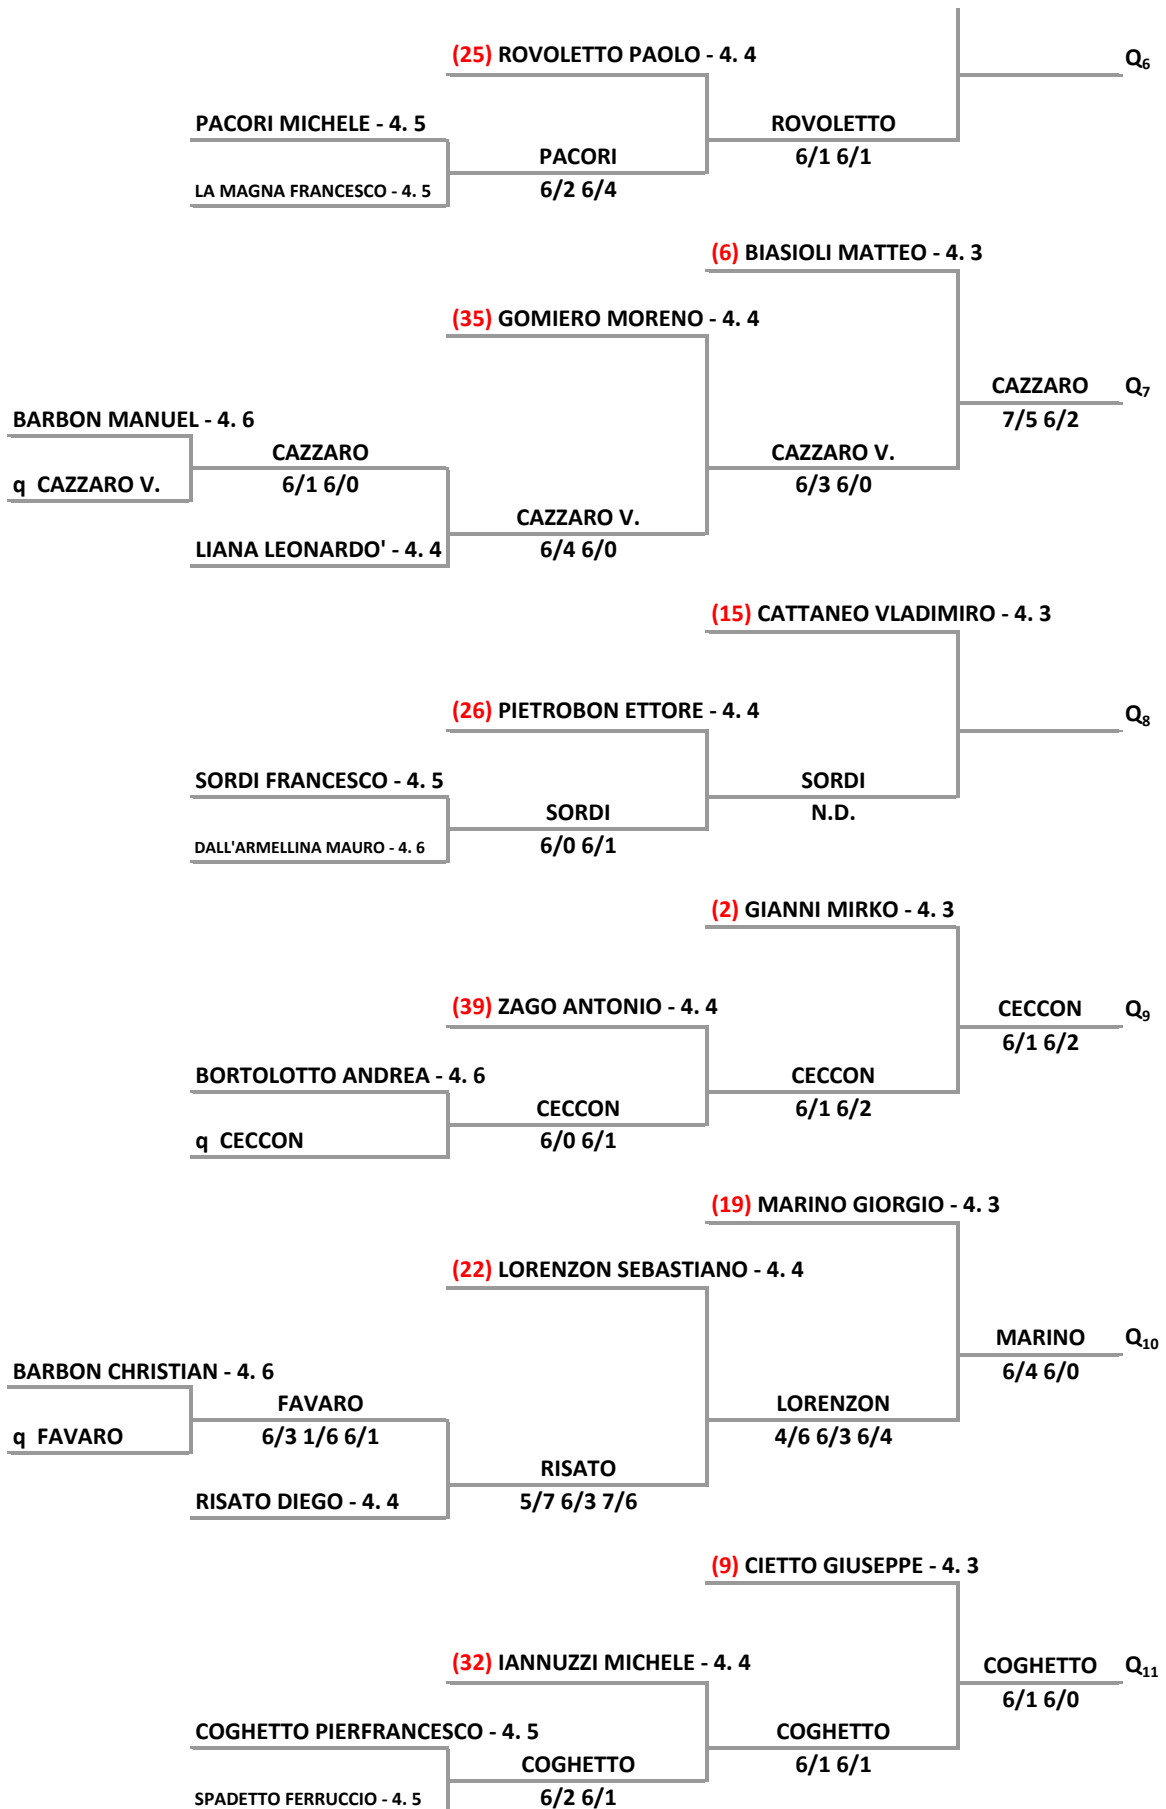 (25) ROVOLETTO PAOLO - 4. 4
Q6
PACORI MICHELE - 4. 5
ROVOLETTO
PACORI
6/1 6/1
LA MAGNA FRANCESCO - 4. 5
6/2 6/4
(6) BIASIOLI MATTEO - 4. 3
(35) GOMIERO MORENO - 4. 4
CAZZARO
Q7
BARBON MANUEL - 4. 6
7/5 6/2
CAZZARO
CAZZARO V.
q CAZZARO V.
6/1 6/0
6/3 6/0
CAZZARO V.
LIANA LEONARDO' - 4. 4
6/4 6/0
(15) CATTANEO VLADIMIRO - 4. 3
(26) PIETROBON ETTORE - 4. 4
Q8
SORDI FRANCESCO - 4. 5
SORDI
SORDI
N.D.
DALL'ARMELLINA MAURO - 4. 6
6/0 6/1
(2) GIANNI MIRKO - 4. 3
(39) ZAGO ANTONIO - 4. 4
CECCON
Q9
6/1 6/2
BORTOLOTTO ANDREA - 4. 6
CECCON
CECCON
6/1 6/2
q CECCON
6/0 6/1
(19) MARINO GIORGIO - 4. 3
(22) LORENZON SEBASTIANO - 4. 4
MARINO
Q10
BARBON CHRISTIAN - 4. 6
6/4 6/0
FAVARO
LORENZON
q FAVARO
6/3 1/6 6/1
4/6 6/3 6/4
RISATO
RISATO DIEGO - 4. 4
5/7 6/3 7/6
(9) CIETTO GIUSEPPE - 4. 3
(32) IANNUZZI MICHELE - 4. 4
COGHETTO
Q11
6/1 6/0
COGHETTO PIERFRANCESCO - 4. 5
COGHETTO
COGHETTO
6/1 6/1
SPADETTO FERRUCCIO - 4. 5
6/2 6/1